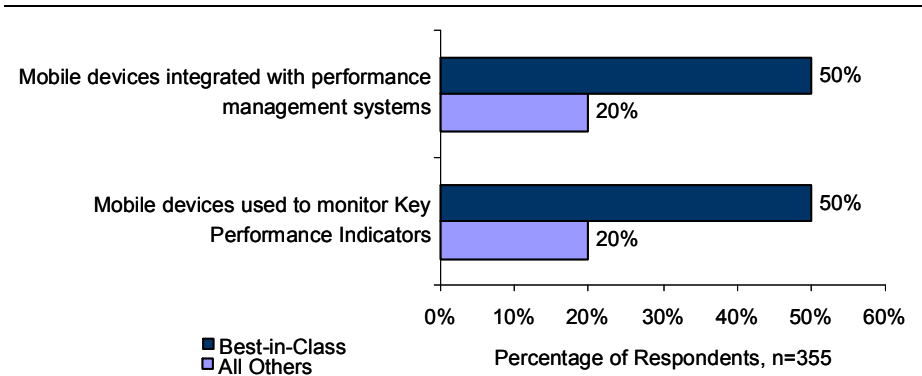 Mobile devices integrated with performance
management systems
50%
20%
Mobile devices used to monitor Key
Performance Indicators
50%
20%
0% 10% 20% 30% 40% 50% 60%
Best-in-Class
All Others
Percentage of Respondents, n=355